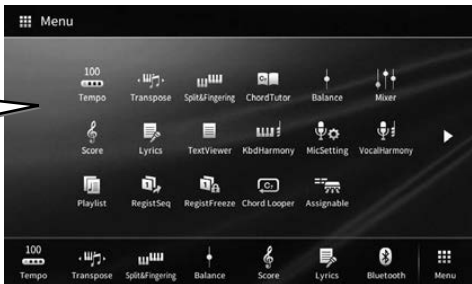 Menu
100
Tempo Transpose Split&Fingering ChordTutor Balance Mixer
Score Lyrics TextViewer KbdHarmony MicSetting VocalHarmony
Playlist RegistSeq RegistFreeze Chord Looper Assignable
100
Tempo Transpose Split&Fingering Balance Score Lyrics Bluetooth Menu